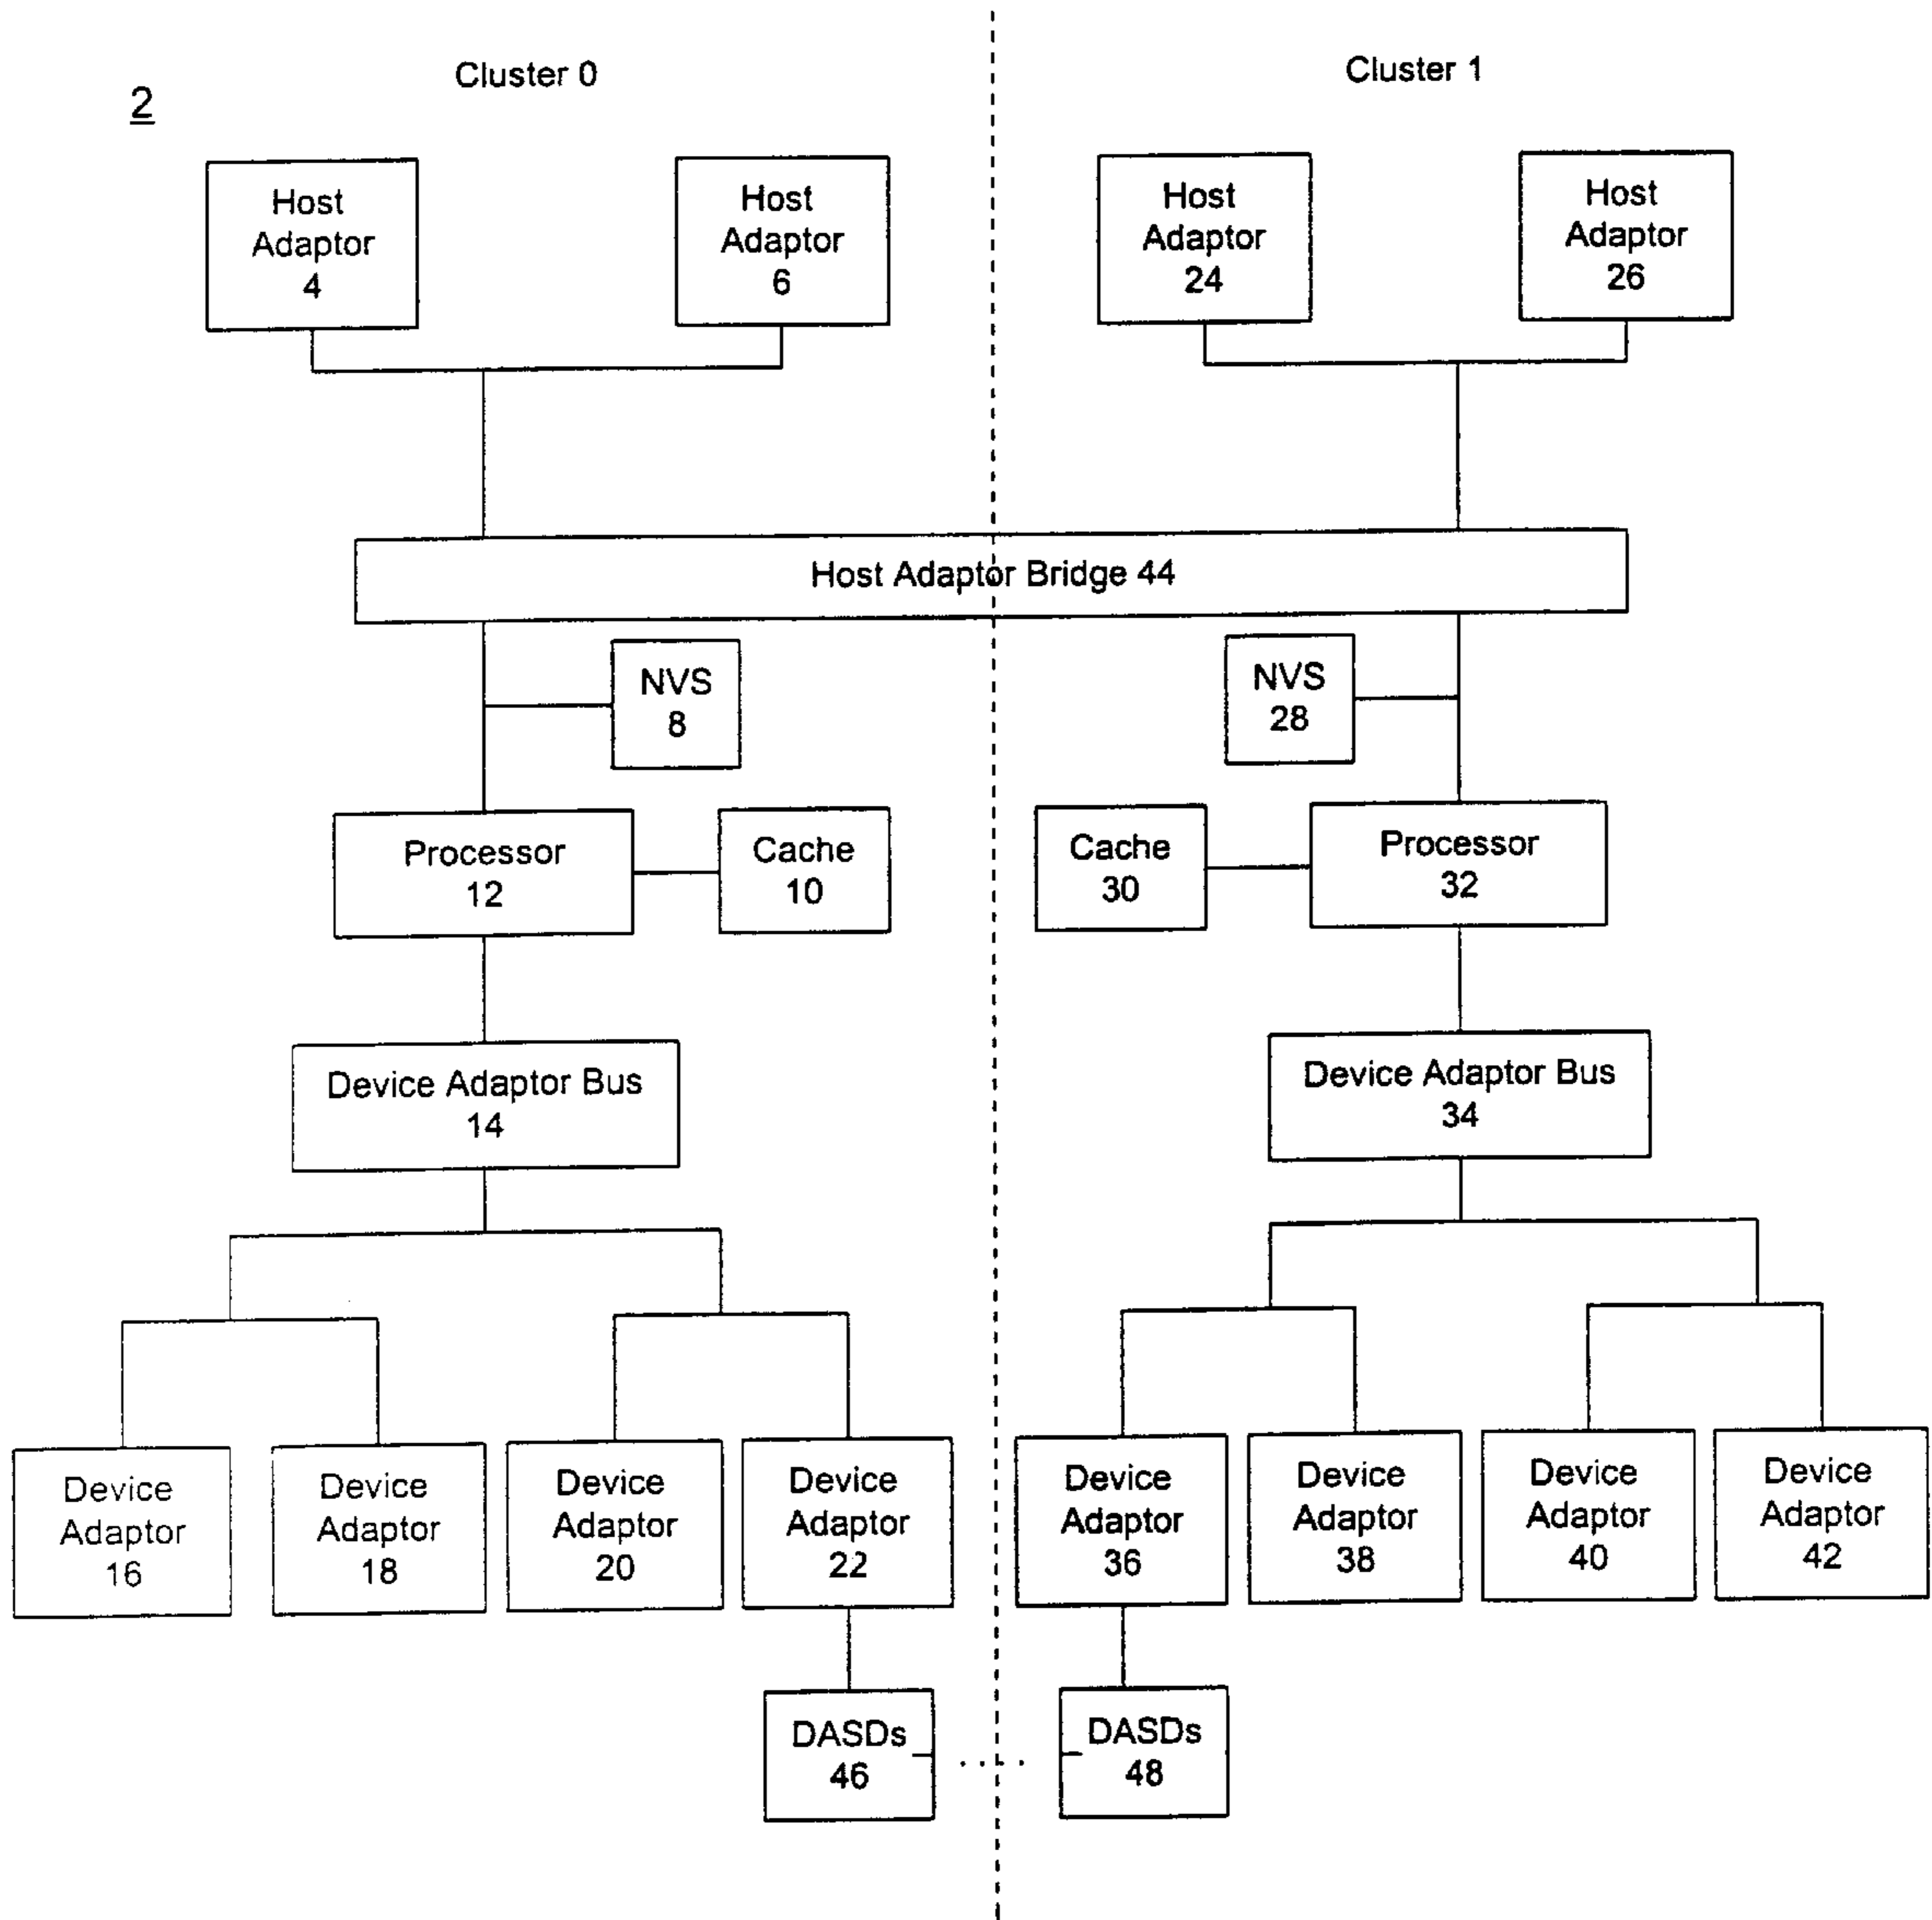 Cluster 0
Cluster 1
2
Host
Adaptor
4
Host
Adaptor
6
Host
Adaptor
24
Host
Adaptor
26
Host Adaptor Bridge 44
NVS
8
NVS
28
Processor
12
Cache
10
Cache
30
Processor
32
Device Adaptor Bus
14
Device Adaptor Bus
34
Device
Adaptor
16
Device
Adaptor
18
Device
Adaptor
20
Device
Adaptor
22
Device
Adaptor
36
Device
Adaptor
38
Device
Adaptor
40
Device
Adaptor
42
DASDs
46
....
DASDs
48